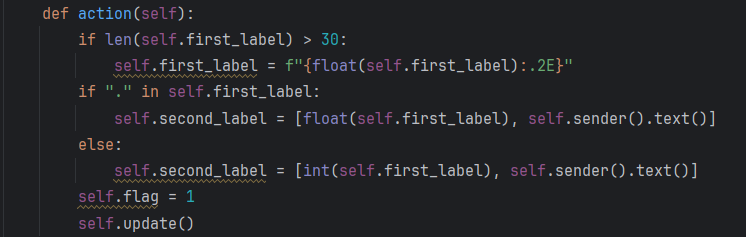 def action(self):
    if len(self.first_label) > 30:
        self.first_label = f"{float(self.first_label):.2E}"
    if "." in self.first_label:
        self.second_label = [float(self.first_label), self.sender().text()]
    else:
        self.second_label = [int(self.first_label), self.sender().text()]
    self.flag = 1
    self.update()